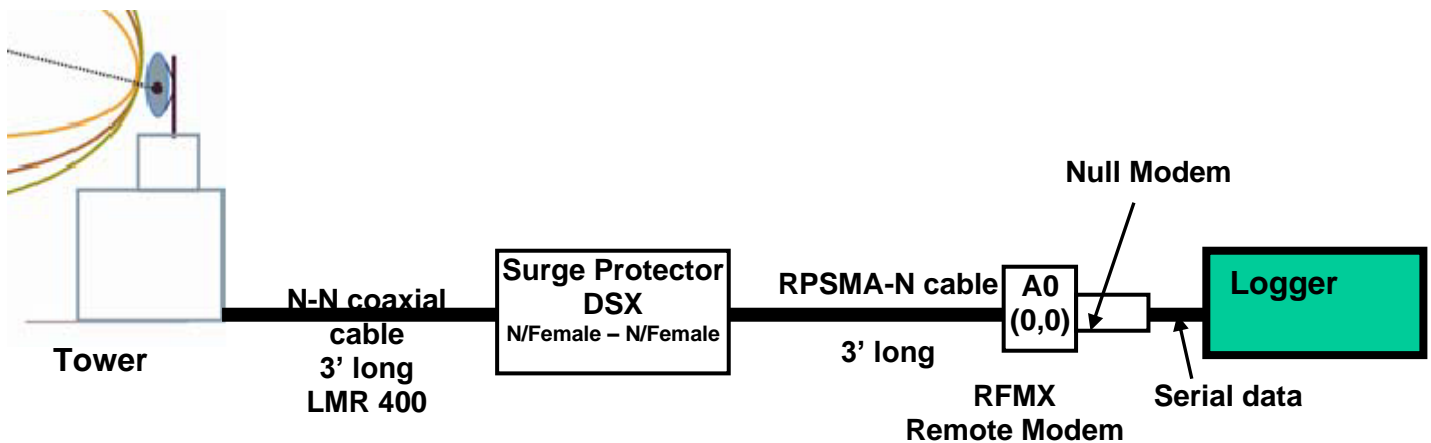 Null Modem
Surge Protector
DSX
N/Female – N/Female
N-N coaxial
cable
3’ long
LMR 400
RPSMA-N cable
3’ long
A0
(0,0)
Logger
Tower
RFMX
Remote Modem
Serial data